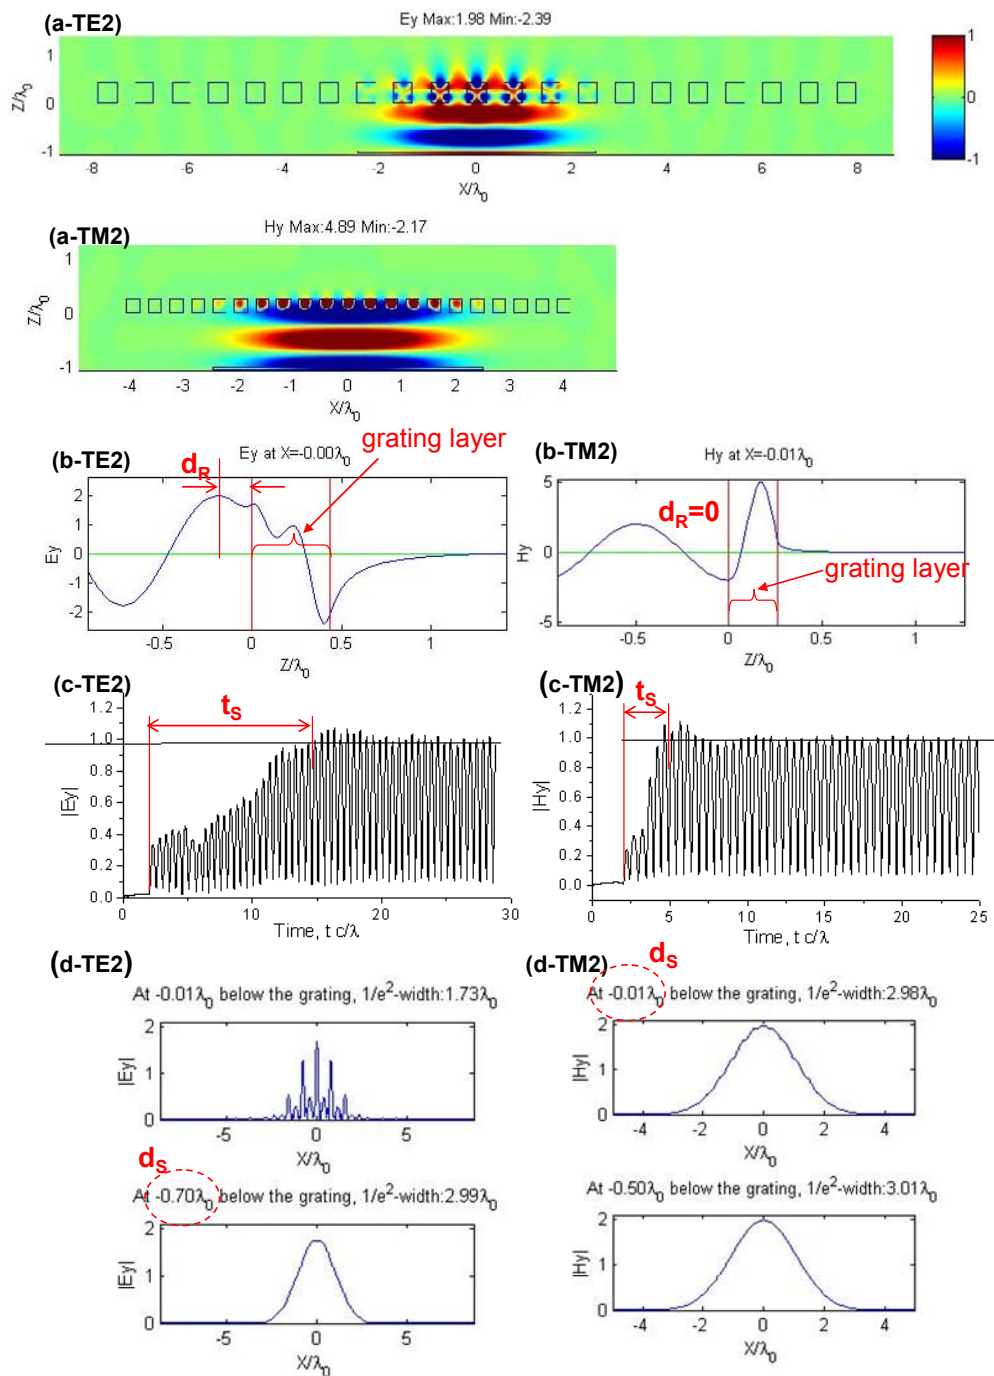 (a-TE2)
Ey Max:1.98 Min:-2.39
1
0
-1
Z/λ0
-8 -6 -4 -2 0 2 4 6 8
X/λ0
1
0
-1
(a-TM2)
Hy Max:4.89 Min:-2.17
1
0
-1
Z/λ0
-4 -3 -2 -1 0 1 2 3 4
X/λ0
grating layer
(b-TE2)
Ey at X=-0.00λ0
dR
2
1
0
-1
-2
Ey
-0.5 0 0.5 1
Z/λ0
(b-TM2)
Hy at X=-0.01λ0
dR=0
grating layer
5
0
-5
Hy
-0.5 0 0.5 1
Z/λ0
(c-TE2)
tS
1.2
1.0
0.8
0.6
0.4
0.2
0.0
|Ey|
0 10 20 30
Time, t c/λ
(c-TM2)
tS
1.2
1.0
0.8
0.6
0.4
0.2
0.0
|Hy|
0 5 10 15 20 25
Time, t c/λ
(d-TE2)
At -0.01λ0 below the grating, 1/e²-width:1.73λ0
2
1
0
|Ey|
-5 0 5
X/λ0
dS
At -0.70λ0 below the grating, 1/e²-width:2.99λ0
2
1
0
|Ey|
-5 0 5
X/λ0
(d-TM2)
dS
At -0.01λ0 below the grating, 1/e²-width:2.98λ0
2
1
0
|Hy|
-4 -2 0 2 4
X/λ0
At -0.50λ0 below the grating, 1/e²-width:3.01λ0
2
1
0
|Hy|
-4 -2 0 2 4
X/λ0